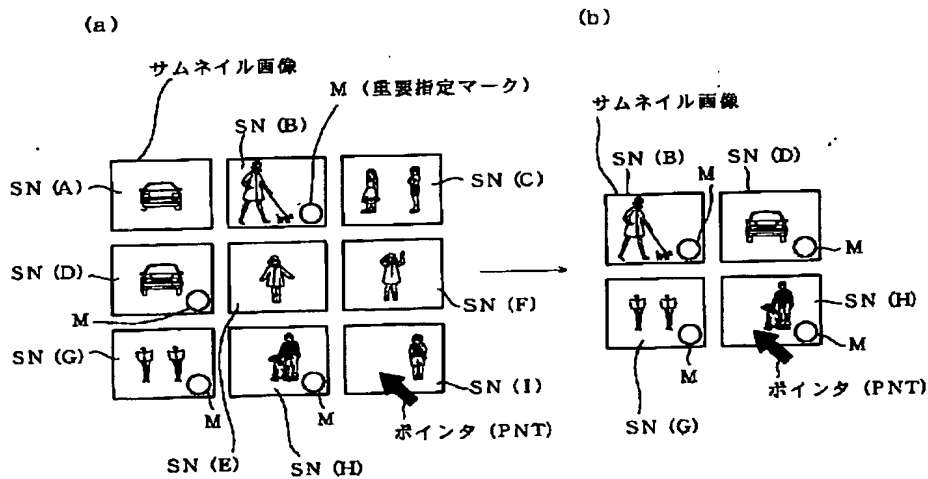 (a)
サムネイル画像
M (重要指定マーク)
SN (B)
SN (A)
SN (C)
SN (D)
SN (F)
M
SN (G)
SN (I)
M
M
ポインタ (PNT)
SN (E)
SN (H)
(b)
サムネイル画像
SN (B)
M
SN (D)
M
SN (H)
M
M
ポインタ (PNT)
SN (G)